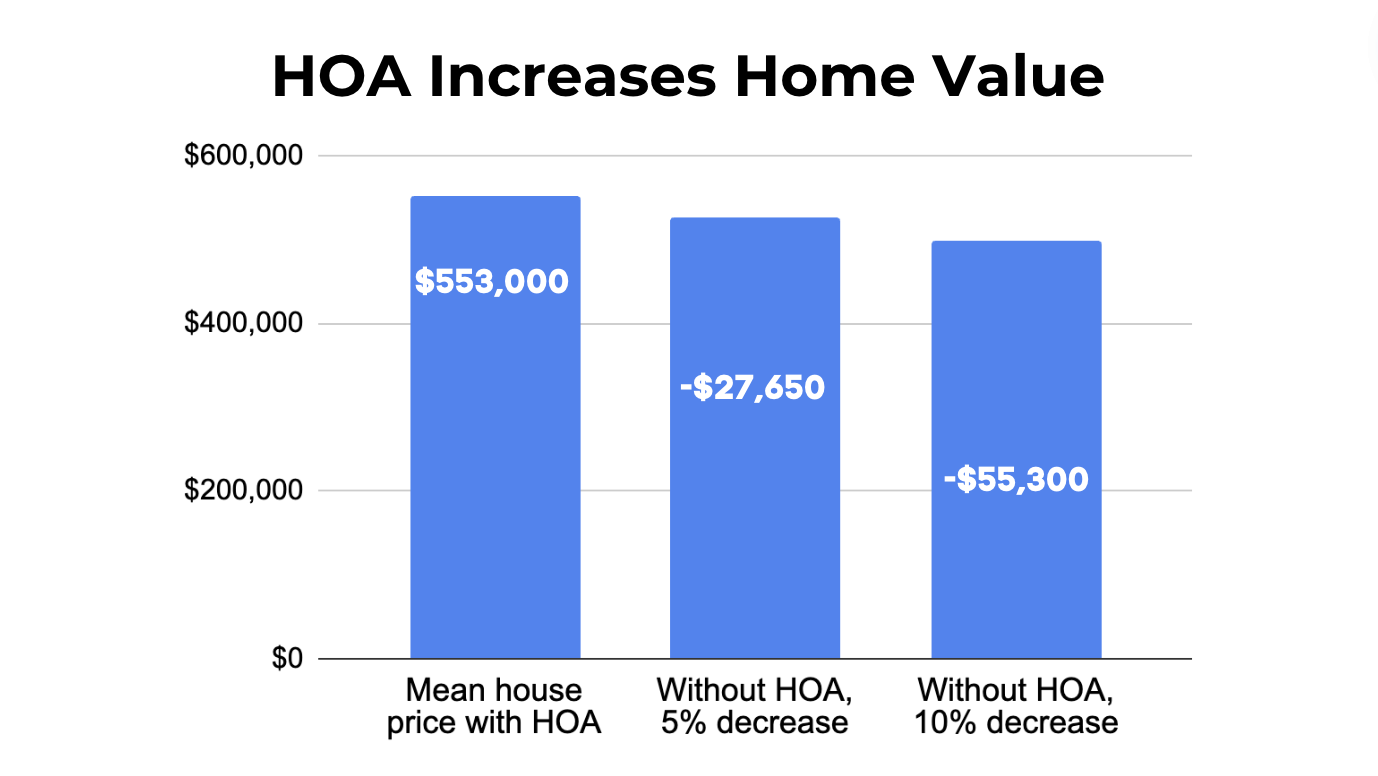 HOA Increases Home Value
$600,000
$400,000
$200,000
$0
$553,000
-$27,650
-$55,300
Mean house
price with HOA
Without HOA,
5% decrease
Without HOA,
10% decrease